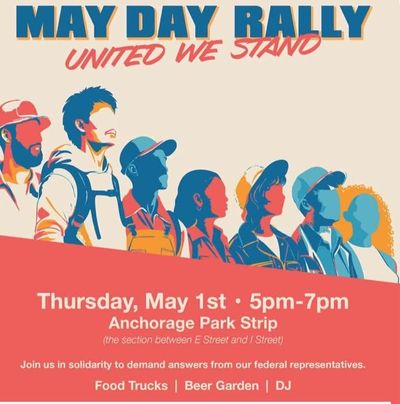 MAY DAY RALLY
UNITED WE STAND
Thursday, May 1st • 5pm-7pm
Anchorage Park Strip
(the section between E Street and I Street)
Join us in solidarity to demand answers from our federal representatives.
Food Trucks | Beer Garden | DJ